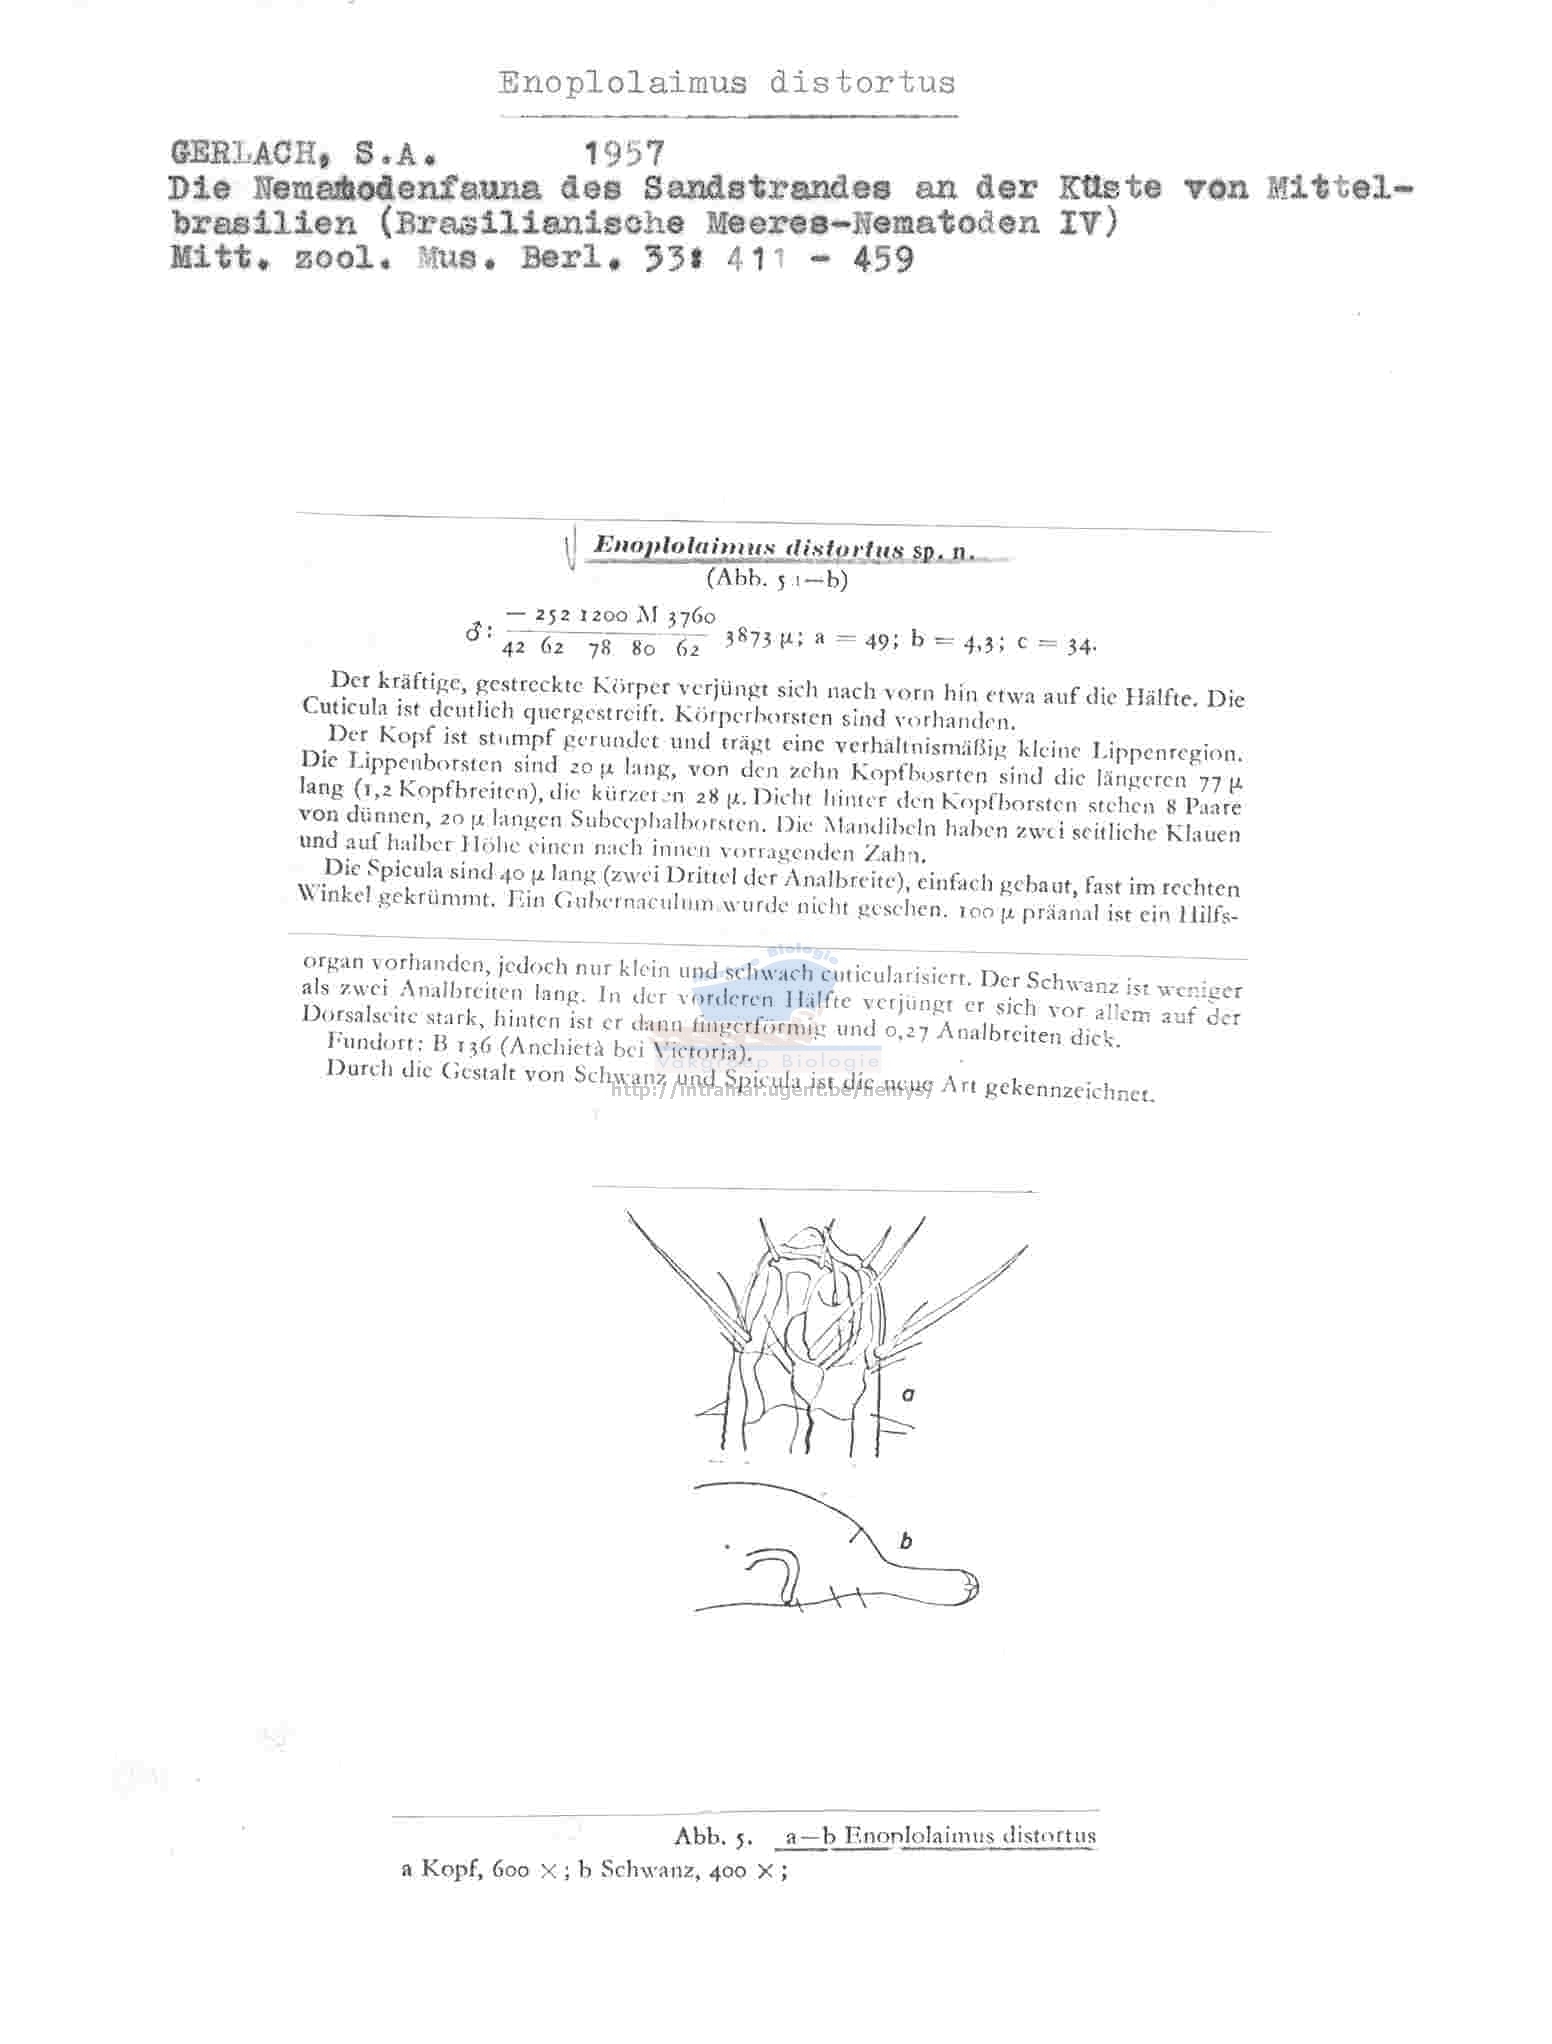 Enoplolaimus distortus
GERLACH, S.A. 1957
Die Nematodenfauna des Sandstrandes an der Küste von Mittel-
brasilien (Brasilianische Meeres-Nematoden IV)
Mitt. zool. Mus. Berl. 33: 411 - 459
Enoplolaimus distortus sp. n.
(Abb. 5 a—b)
— 252 1200 M 3760
♂: 3873 µ; a = 49; b = 4,3; c = 34.
42 62 78 80 62
Der kräftige, gestreckte Körper verjüngt sich nach vorn hin etwa auf die Hälfte. Die
Cuticula ist deutlich quergestreift. Körperborsten sind vorhanden.
Der Kopf ist stumpf gerundet und trägt eine verhältnismäßig kleine Lippenregion.
Die Lippenborsten sind 20 µ lang, von den zehn Kopfbosrten sind die längeren 77 µ
lang (1,2 Kopfbreiten), die kürzeren 28 µ. Dicht hinter den Kopfborsten stehen 8 Paare
von dünnen, 20 µ langen Subcephalborsten. Die Mandibeln haben zwei seitliche Klauen
und auf halber Höhe einen nach innen vorragenden Zahn.
Die Spicula sind 40 µ lang (zwei Drittel der Analbreite), einfach gebaut, fast im rechten
Winkel gekrümmt. Ein Gubernaculum wurde nicht gesehen. 100 µ präanal ist ein Hilfs-
Biologie
organ vorhanden, jedoch nur klein und schwach cuticularisiert. Der Schwanz ist weniger
als zwei Analbreiten lang. In der vorderen Hälfte verjüngt er sich vor allem auf der
Dorsalseite stark, hinten ist er dann fingerförmig und 0,27 Analbreiten dick.
Fundort: B 136 (Anchietà bei Victoria).
Vakgroep Biologie
Durch die Gestalt von Schwanz und Spicula ist die neue Art gekennzeichnet.
http://intramar.ugent.be/nemys/
a
b
Abb. 5. a—b Enoplolaimus distortus
a Kopf, 600 ×; b Schwanz, 400 ×;